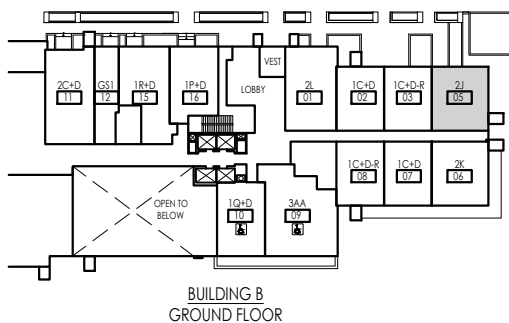 VEST
LOBBY
2C+D
11
GS1
12
1R+D
15
1P+D
16
2L
01
1C+D
02
1C+D-R
03
2J
05
1C+D-R
08
1C+D
07
2K
06
OPEN TO
BELOW
1Q+D
10
3AA
09
BUILDING B
GROUND FLOOR